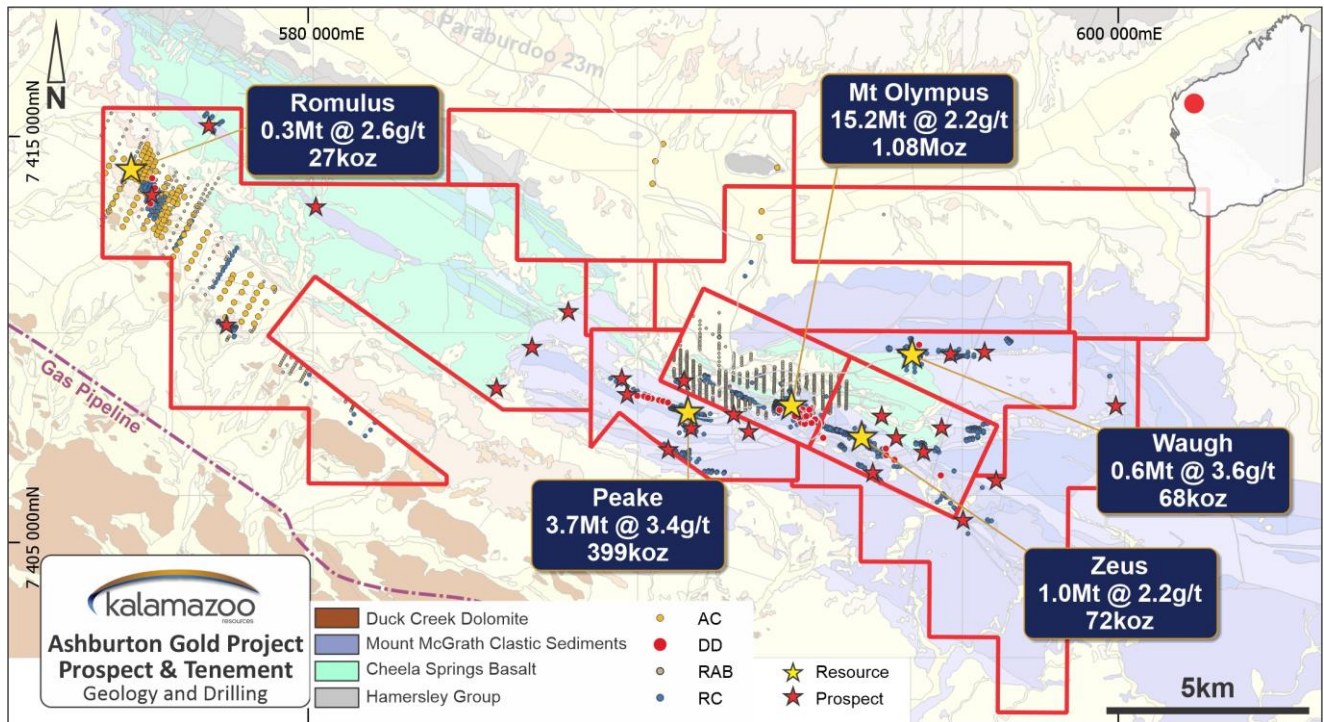 580 000mE
600 000mE
Paraburdoo 23m
N
7 415 000mN
Romulus
0.3Mt @ 2.6g/t
27koz
Mt Olympus
15.2Mt @ 2.2g/t
1.08Moz
Gas Pipeline
Peake
3.7Mt @ 3.4g/t
399koz
Waugh
0.6Mt @ 3.6g/t
68koz
Zeus
1.0Mt @ 2.2g/t
72koz
7 405 000mN
kalamazoo
resources
Ashburton Gold Project
Prospect & Tenement
Geology and Drilling
Duck Creek Dolomite
Mount McGrath Clastic Sediments
Cheela Springs Basalt
Hamersley Group
AC
DD
RAB
RC
Resource
Prospect
5km